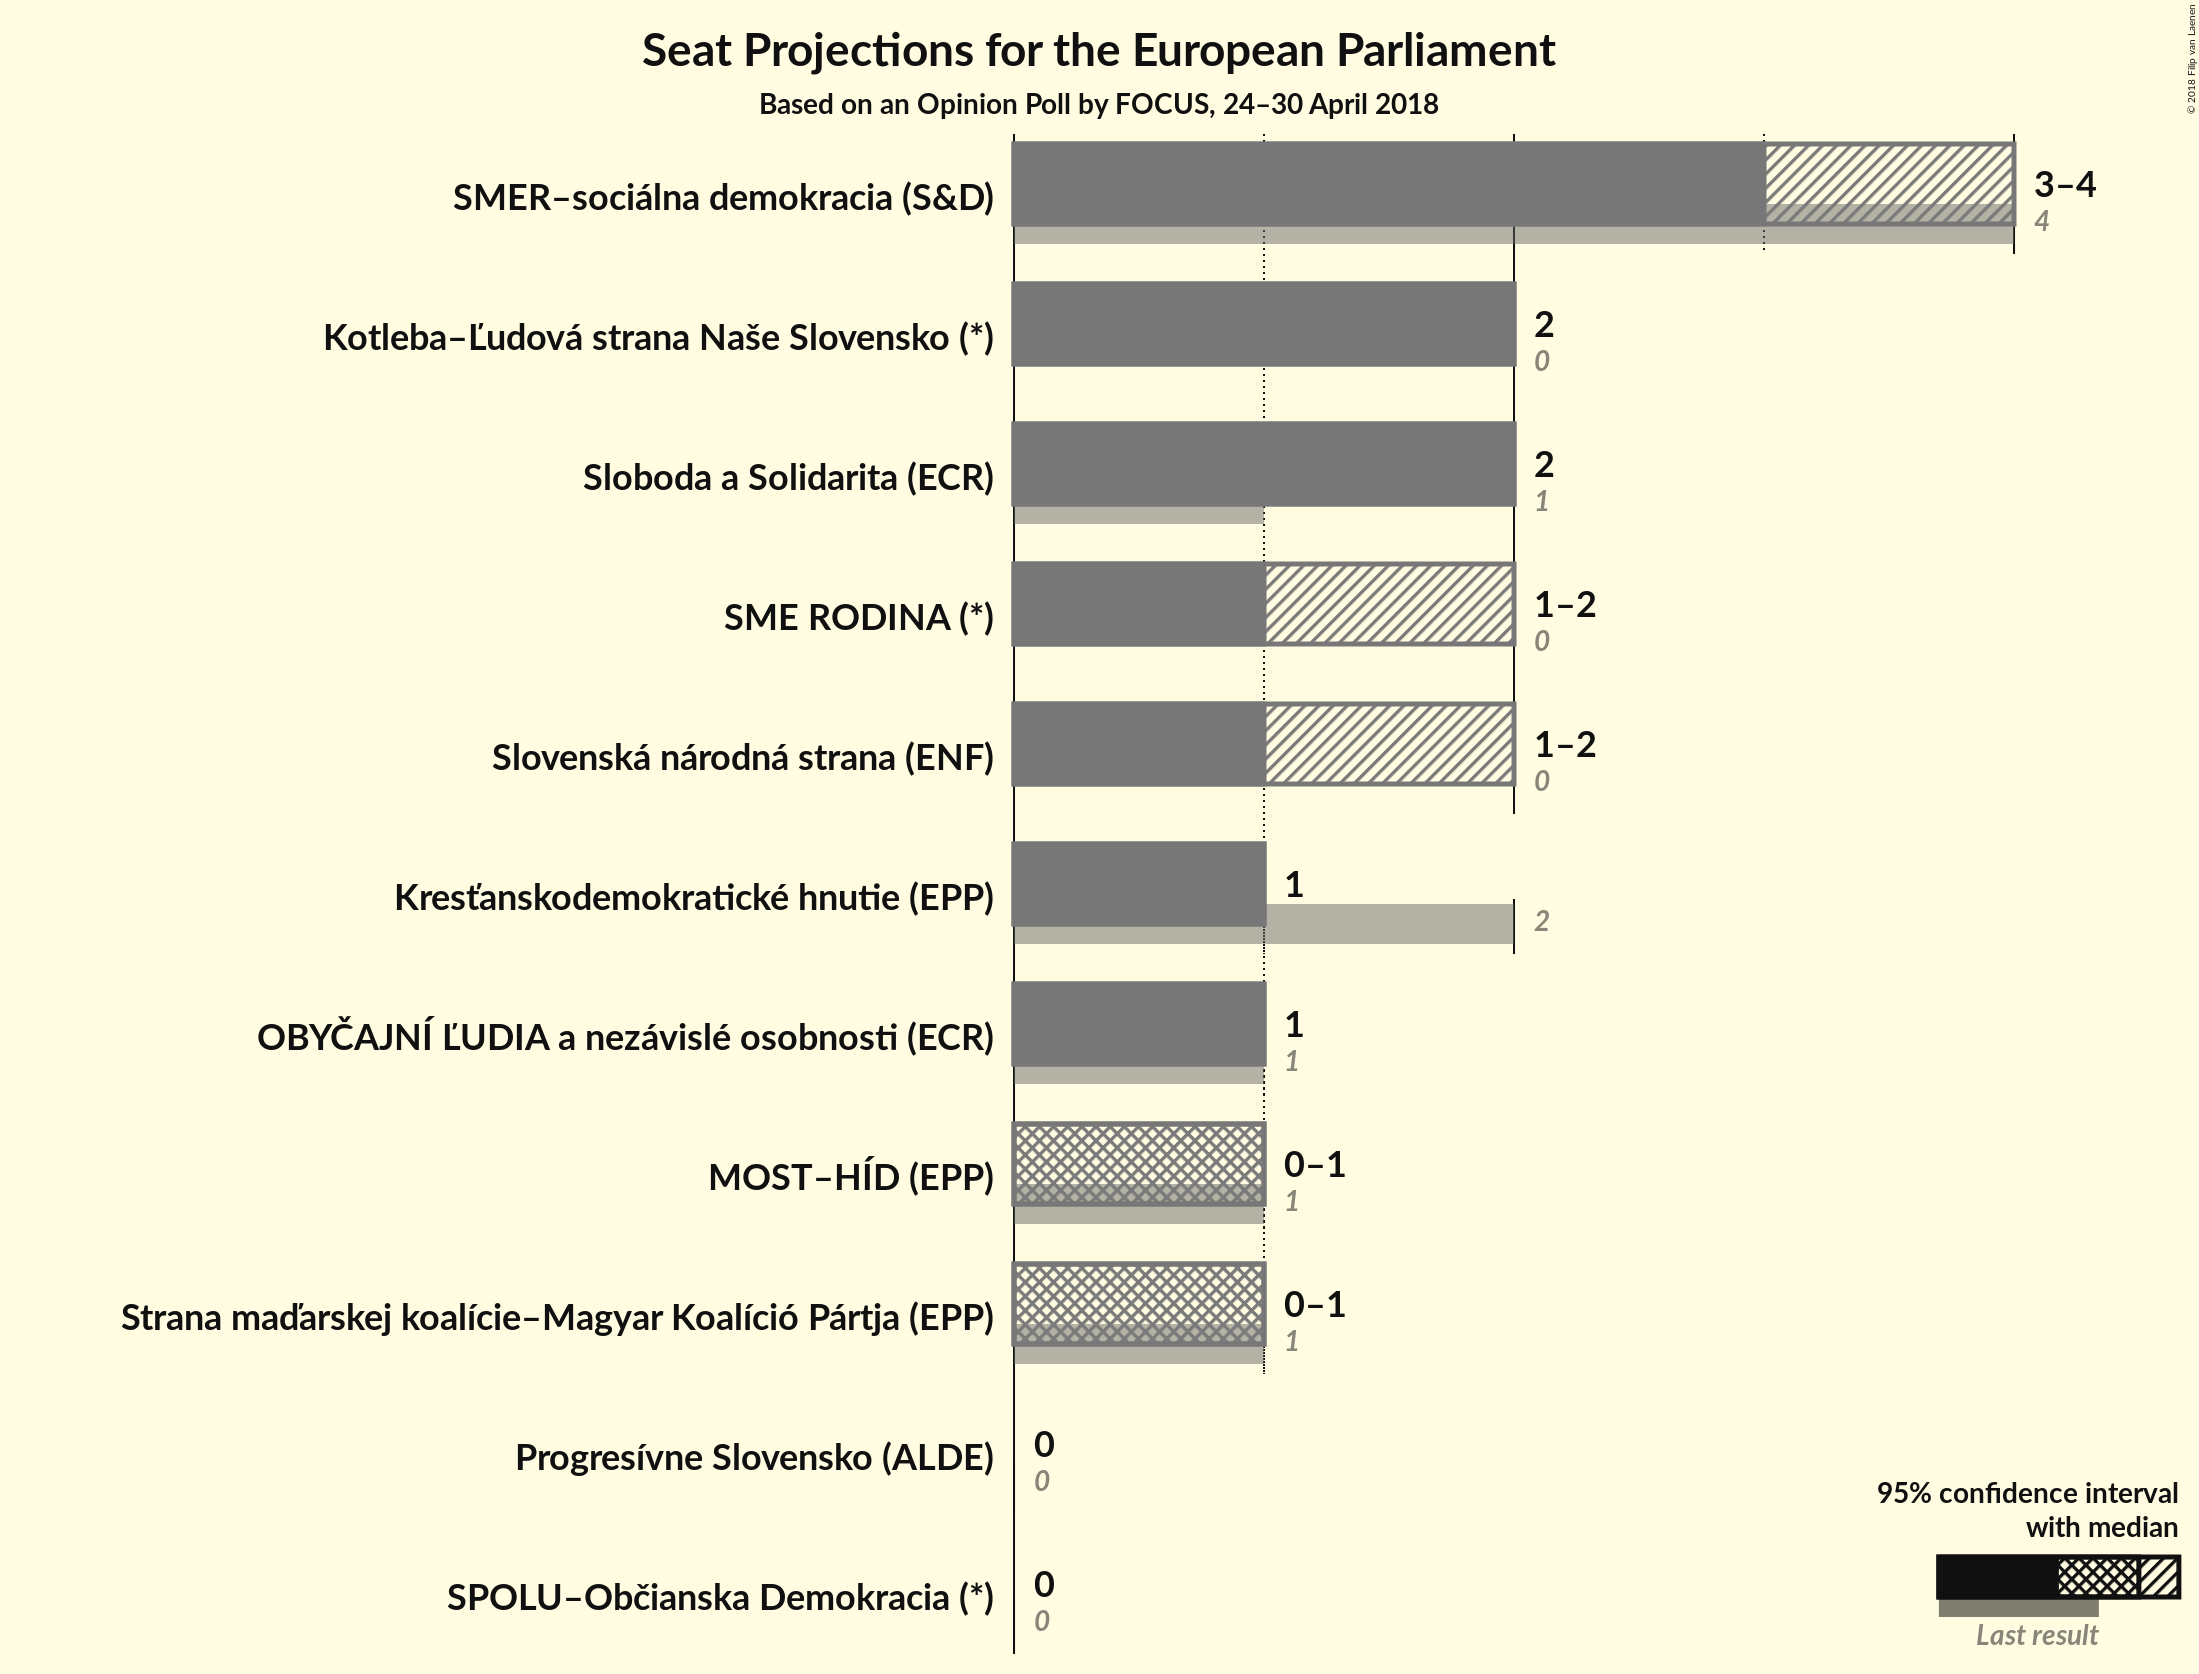 Seat Projections for the European Parliament
Based on an Opinion Poll by FOCUS, 24–30 April 2018
© 2018 Filip van Laenen
SMER–sociálna demokracia (S&D)
3–4
4
Kotleba–Ľudová strana Naše Slovensko (*)
2
0
Sloboda a Solidarita (ECR)
2
1
SME RODINA (*)
1–2
0
Slovenská národná strana (ENF)
1–2
0
Kresťanskodemokratické hnutie (EPP)
1
2
OBYČAJNÍ ĽUDIA a nezávislé osobnosti (ECR)
1
1
MOST–HÍD (EPP)
0–1
1
Strana maďarskej koalície–Magyar Koalíció Pártja (EPP)
0–1
1
Progresívne Slovensko (ALDE)
0
0
SPOLU–Občianska Demokracia (*)
0
0
95% confidence interval
with median
Last result